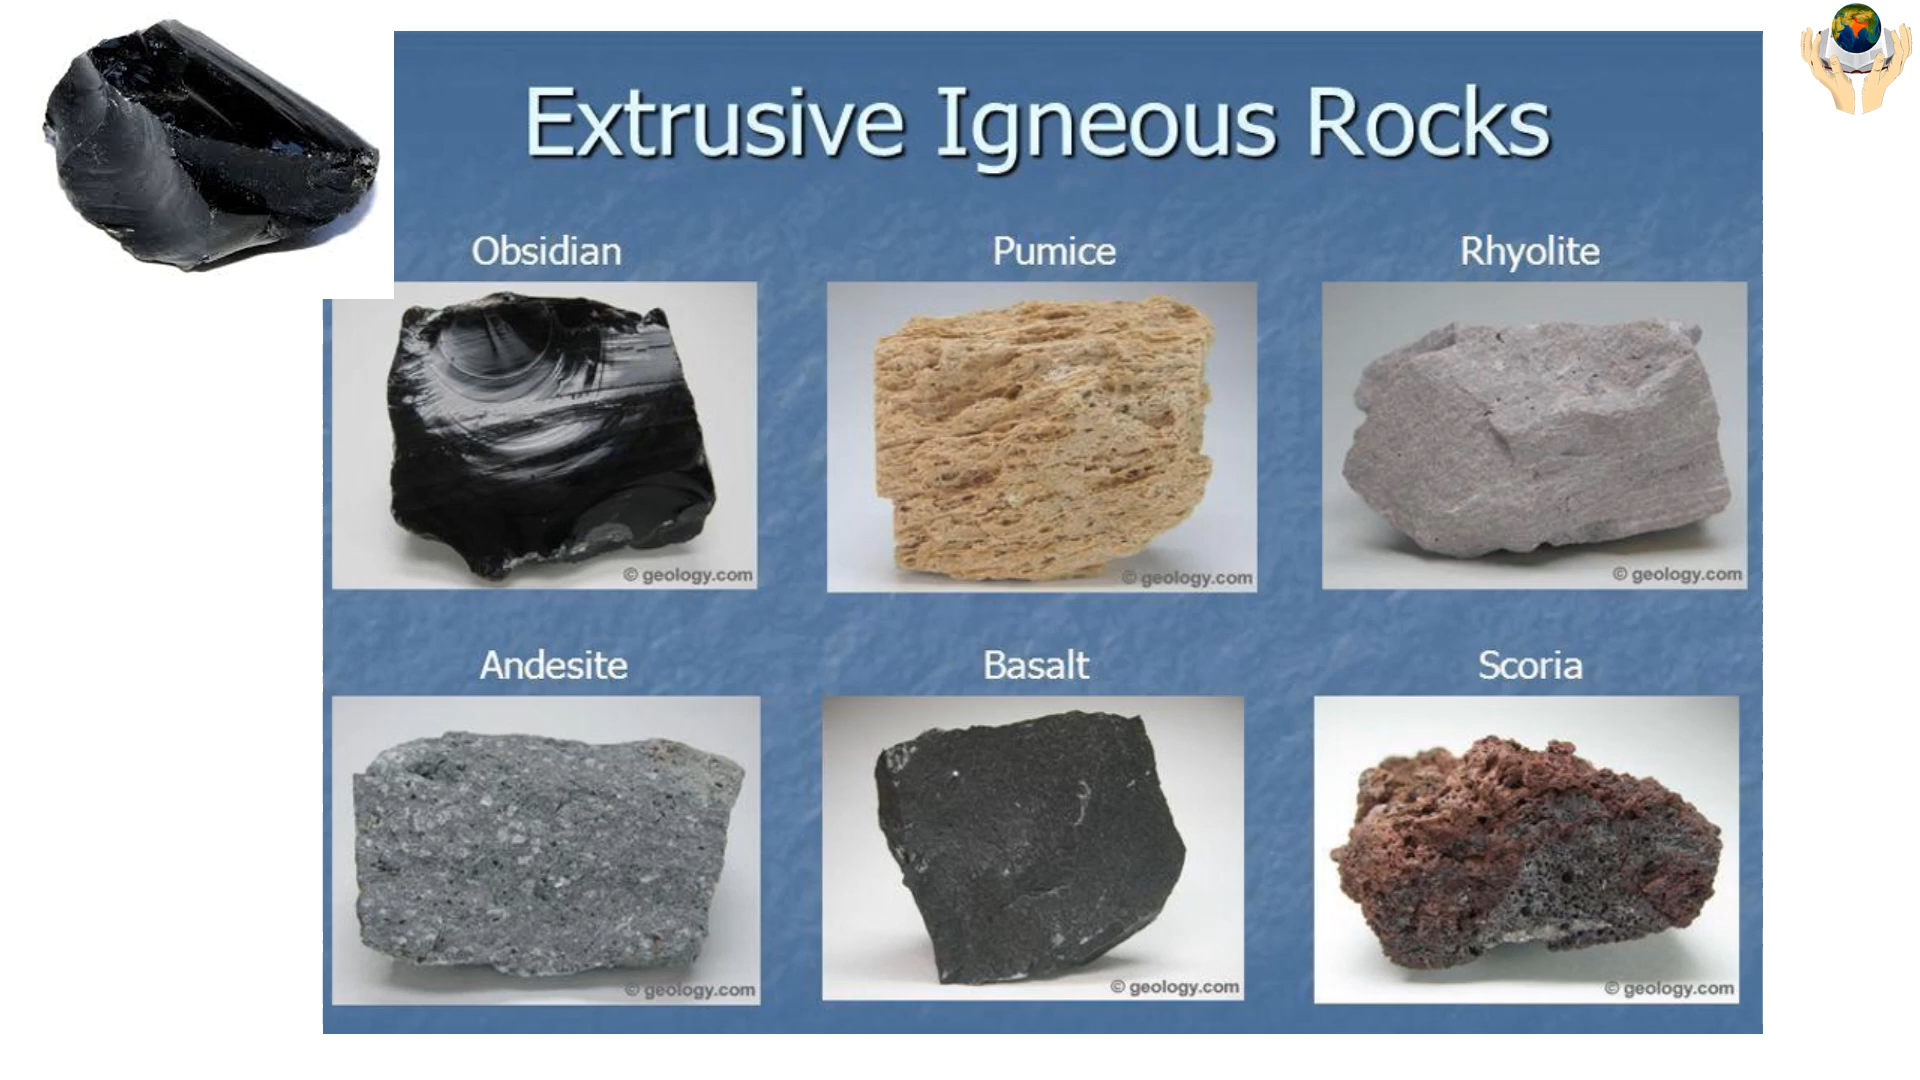 Extrusive Igneous Rocks
Obsidian Pumice Rhyolite
© geology.com © geology.com © geology.com
Andesite Basalt Scoria
© geology.com © geology.com © geology.com